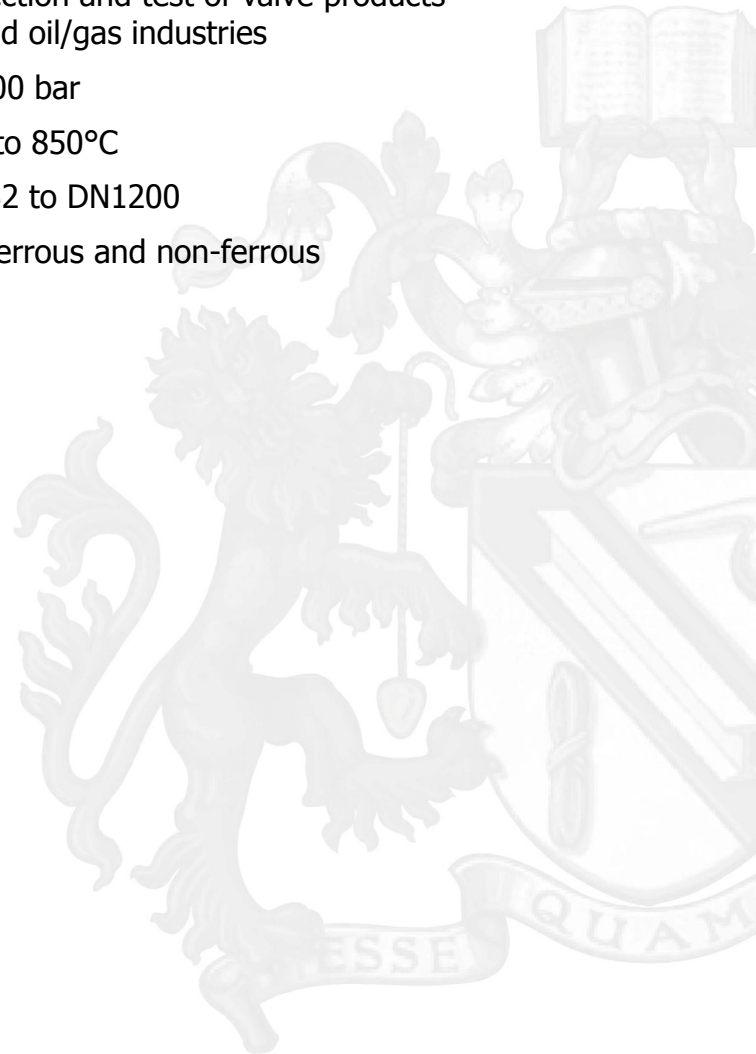 ction and test of valve products
d oil/gas industries
00 bar
to 850°C
2 to DN1200
errous and non-ferrous
ESSE QUAM